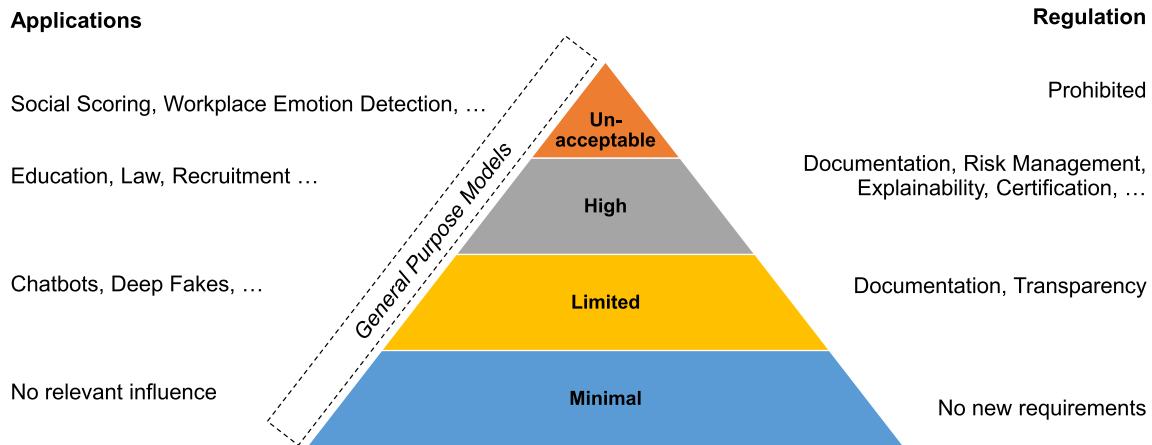 Applications
Regulation
Social Scoring, Workplace Emotion Detection, …
Un-
acceptable
Prohibited
Education, Law, Recruitment …
High
Documentation, Risk Management,
Explainability, Certification, …
General Purpose Models
Chatbots, Deep Fakes, …
Limited
Documentation, Transparency
No relevant influence
Minimal
No new requirements